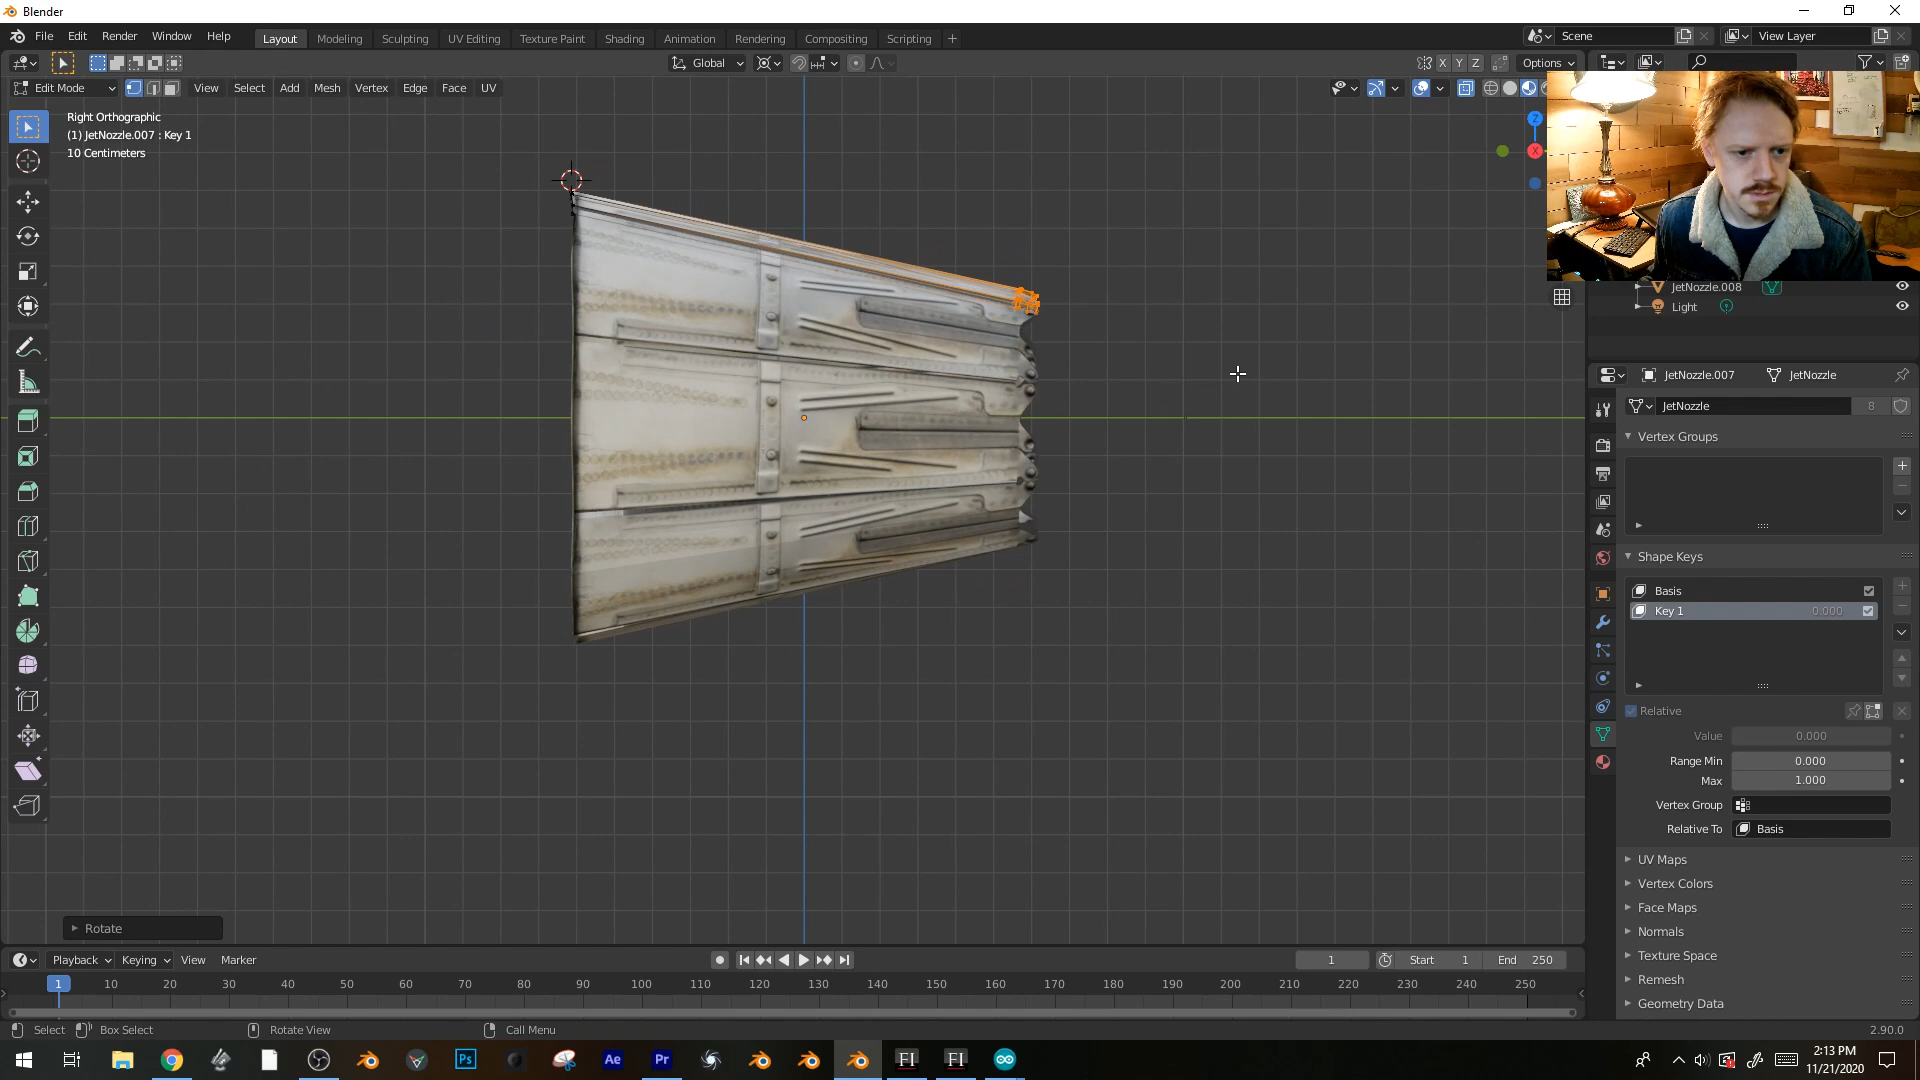 Blender
File Edit Render Window Help Layout Modeling Sculpting UV Editing Texture Paint Shading Animation Rendering Compositing Scripting + Scene View Layer
Global X Y Z Options
Edit Mode View Select Add Mesh Vertex Edge Face UV
Right Orthographic
(1) JetNozzle.007 : Key 1
10 Centimeters
Z
X
JetNozzle.008
Light
JetNozzle.007 JetNozzle
JetNozzle 8
Vertex Groups
Shape Keys
Basis
Key 1 0.000
Relative
Value 0.000
Range Min 0.000
Max 1.000
Vertex Group
Relative To Basis
UV Maps
Vertex Colors
Face Maps
Normals
Texture Space
Remesh
Geometry Data
Rotate
Playback Keying View Marker 1 Start 1 End 250
1 10 20 30 40 50 60 70 80 90 100 110 120 130 140 150 160 170 180 190 200 210 220 230 240 250
Select Box Select Rotate View Call Menu 2.90.0
Ps Ae Pr FI FI
2:13 PM
11/21/2020